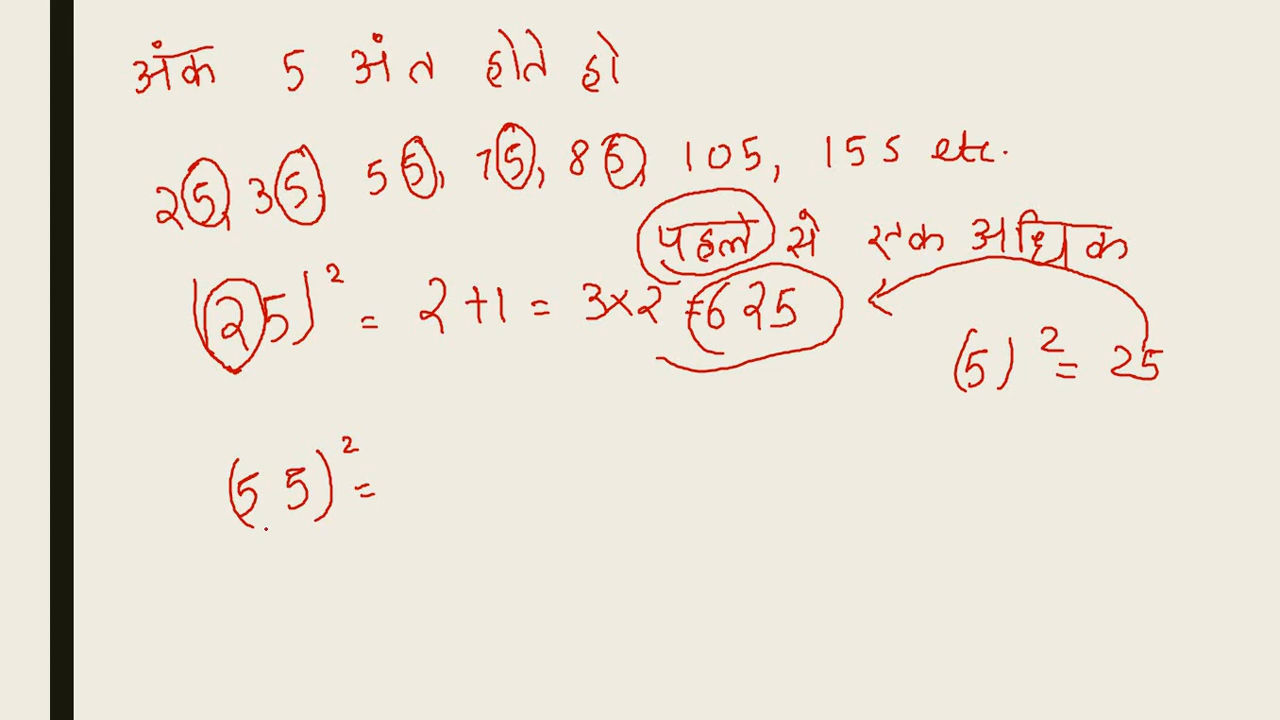 अंक 5 अंत होते हो
25, 35 55, 75, 85, 105, 155 etc.
पहले से एक अधिक
(25)² = 2+1 = 3×2 = 625
(5)² = 25
(55)² =